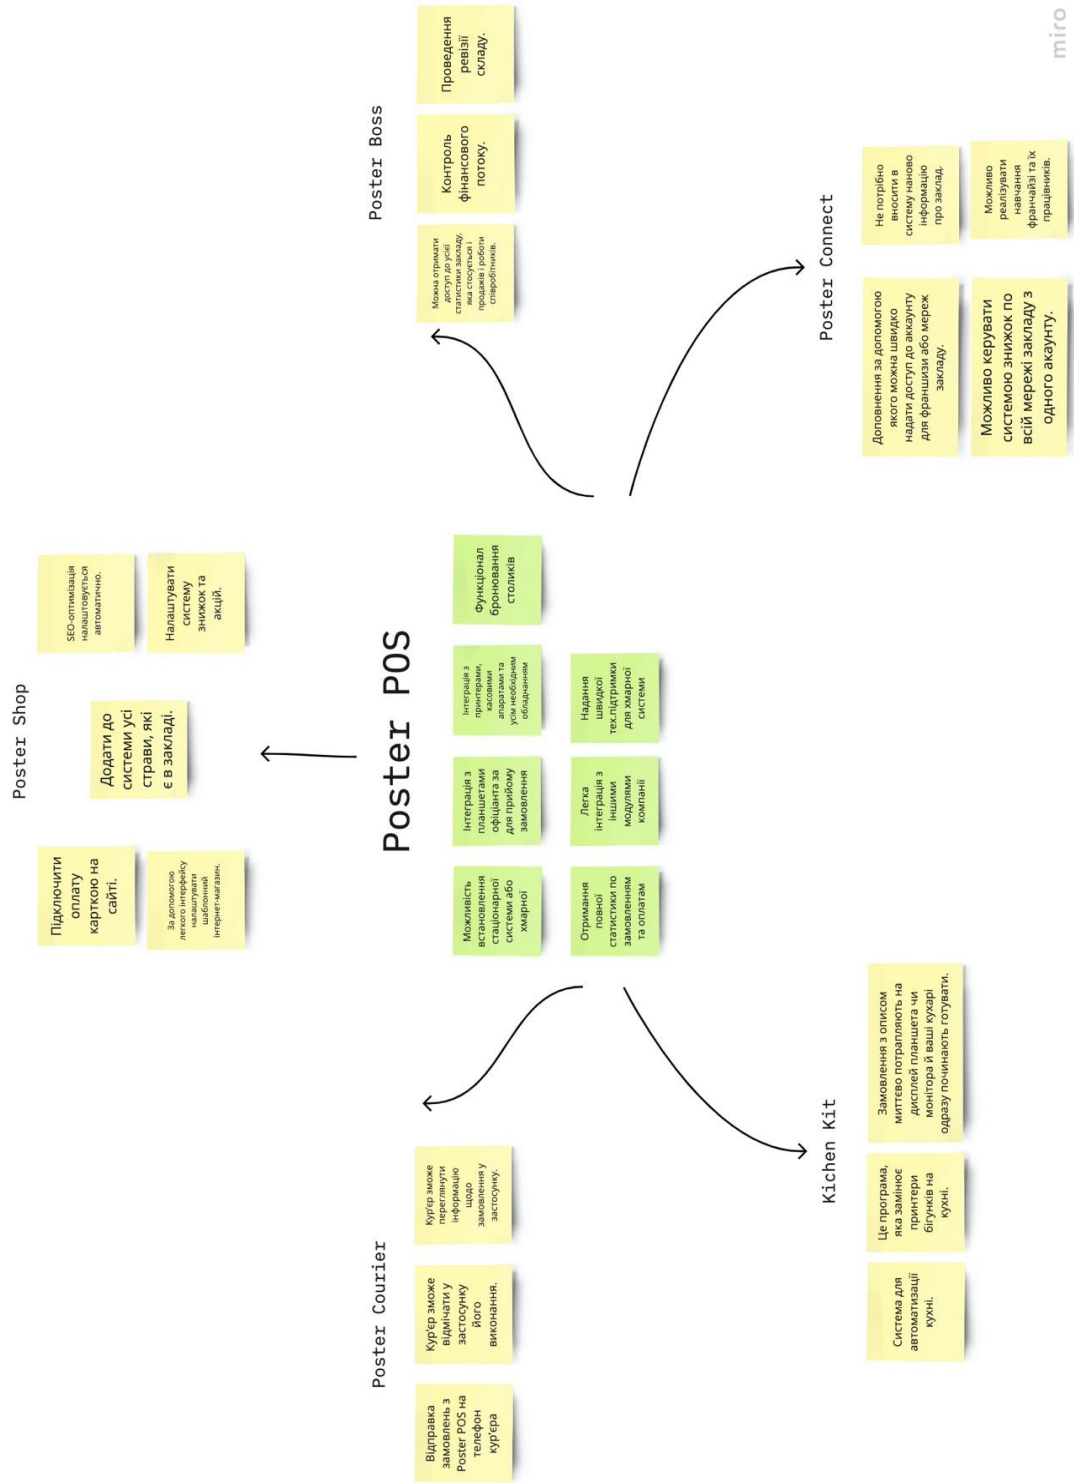 Poster Shop
Підключити
оплату
карткою на
сайті.
За допомогою
легкого інтерфейсу
налаштувати
шаблонний
інтернет-магазин.
Додати до
системи усі
страви, які
є в закладі.
SEO-оптимізація
налаштовується
автоматично.
Налаштувати
систему
знижок та
акцій.
Poster Courier
Відправка
замовлень з
Poster POS на
телефон
кур'єра
Кур'єр зможе
відмічати у
застосунку
його
виконання.
Кур'єр зможе
переглянути
інформацію
щодо
замовлення у
застосунку.
Poster POS
Можливість
встановлення
стаціонарної
системи або
хмарної
Інтеграція з
планшетами
офіціанта за
для прийому
замовлення
Інтеграція з
принтерами,
касовими
апаратами та
усім необхідним
обладнанням
Функціонал
бронювання
столиків
Отримання
повної
статистики по
замовленням
та оплатам
Легка
інтеграція з
іншими
модулями
компанії
Надання
швидкої
тех.підтримки
для хмарної
системи
Poster Boss
Можна отримати
доступ до усієї
статистики закладу,
яка стосується і
продажів і роботи
співробітників.
Контроль
фінансового
потоку.
Проведення
ревізії
складу.
Kichen Kit
Система для
автоматизації
кухні.
Це програма,
яка замінює
принтери
бігунків на
кухні.
Замовлення з описом
миттєво потрапляють на
дисплей планшета чи
монітора й ваші кухарі
одразу починають готувати.
Poster Connect
Доповнення за допомогою
якого можна швидко
надати доступ до аккаунту
для франшизи або мереж
закладу.
Не потрібно
вносити в
систему наново
інформацію
про заклад.
Можливо керувати
системою знижок по
всій мережі закладу з
одного акаунту.
Можливо
реалізувати
навчання
франчайзі та їх
працівників.
miro